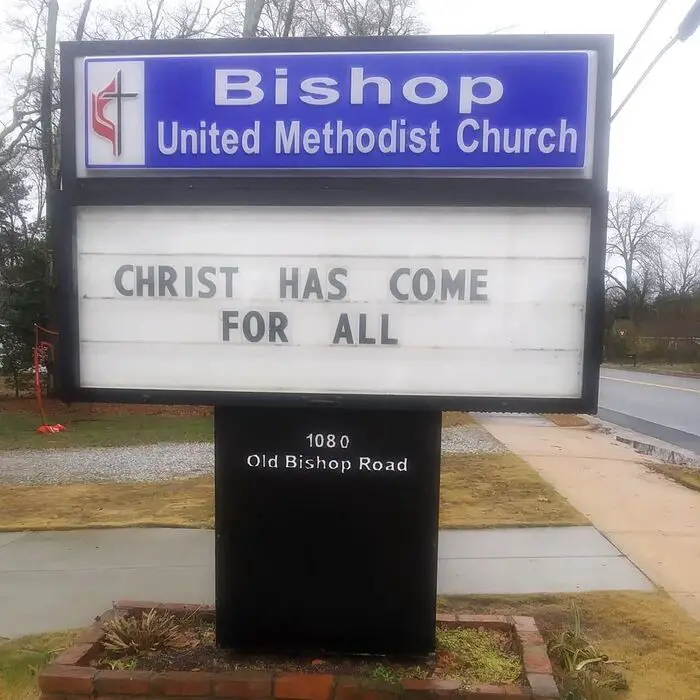 Bishop
United Methodist Church
CHRIST HAS COME
FOR ALL
1080
Old Bishop Road